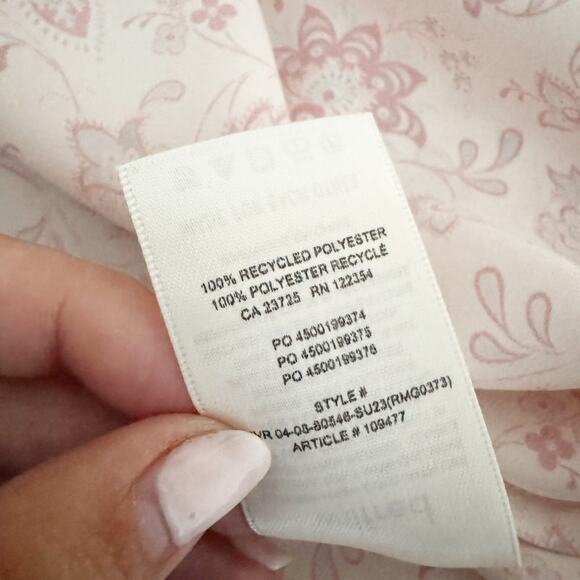 100% RECYCLED POLYESTER
100% POLYESTER RECYCLÉ
CA 23725 RN 122354
PO 4500199374
PO 4500199375
PO 4500199376
STYLE #
04-08-80546-SU23(RMG0373)
ARTICLE # 109477